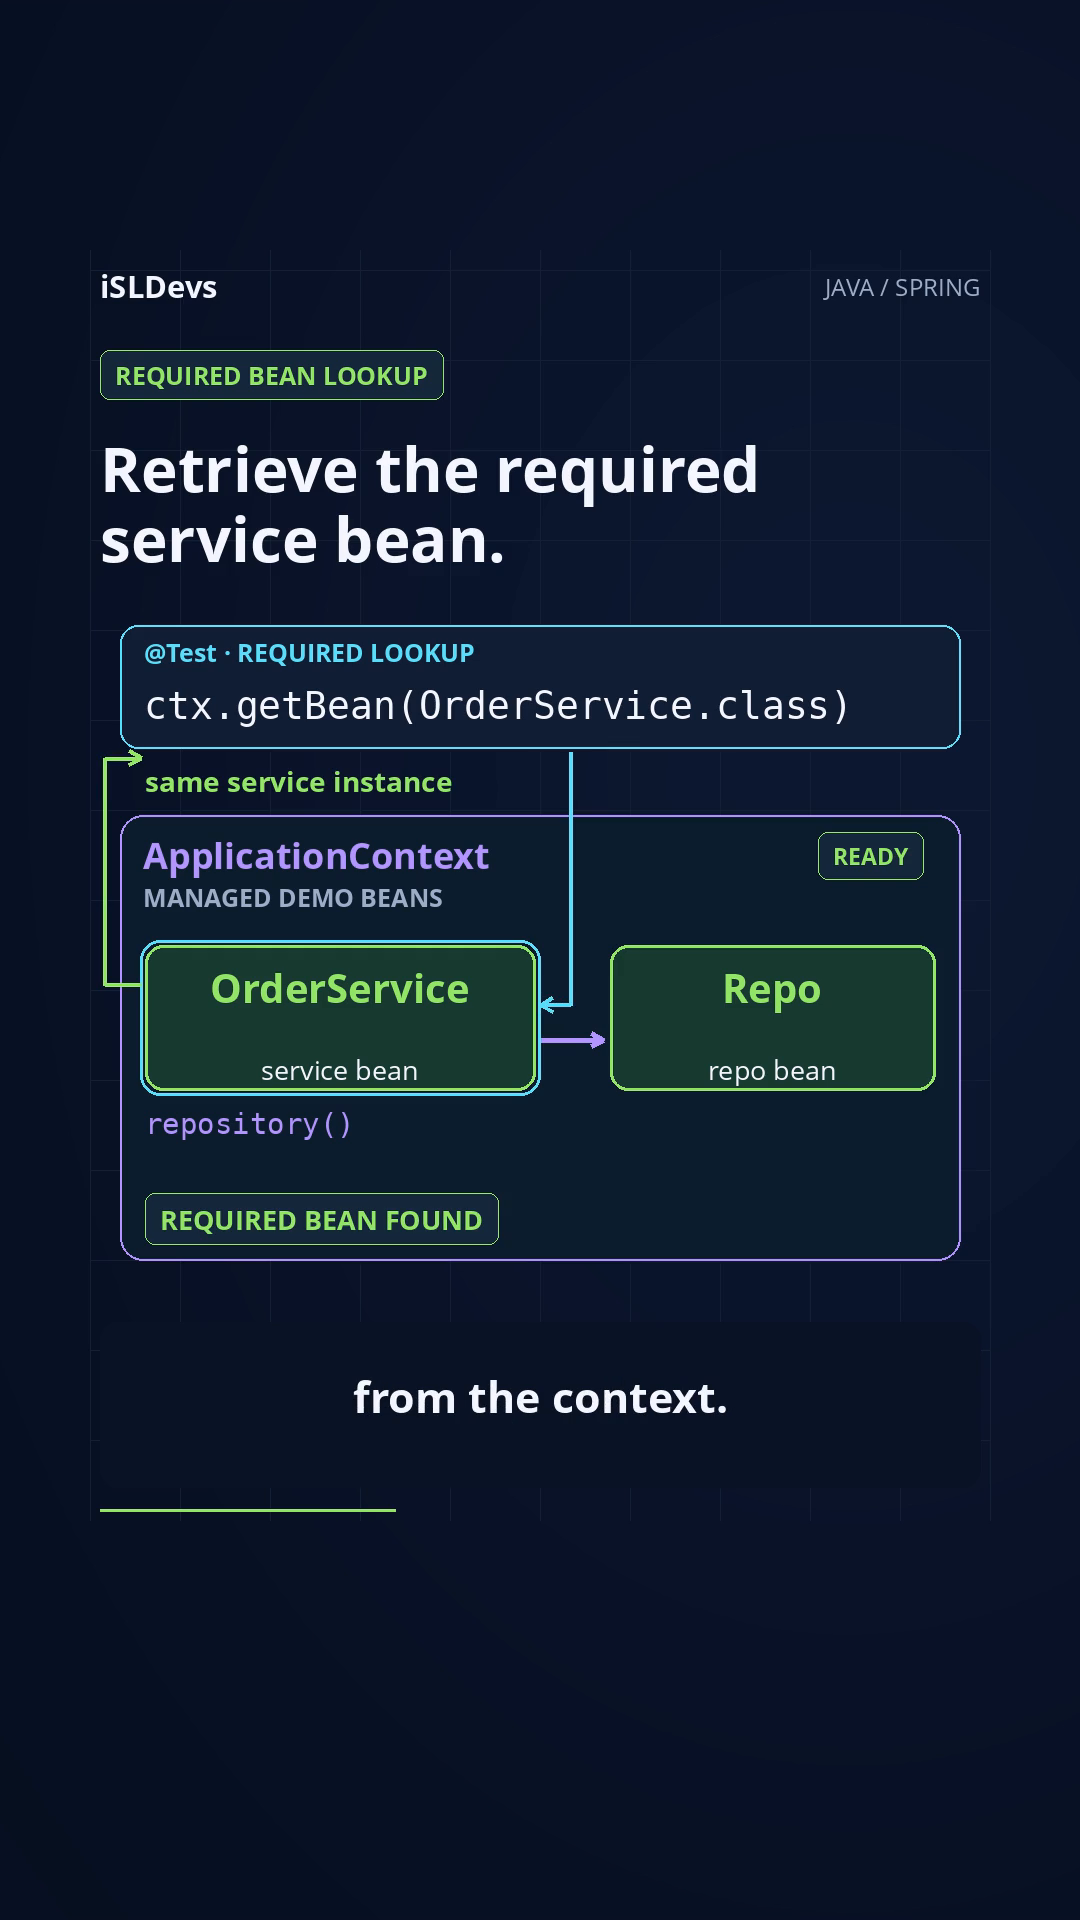 iSLDevs
JAVA / SPRING
REQUIRED BEAN LOOKUP
Retrieve the required
service bean.
@Test · REQUIRED LOOKUP
ctx.getBean(OrderService.class)
same service instance
ApplicationContext
READY
MANAGED DEMO BEANS
OrderService
service bean
Repo
repo bean
repository()
REQUIRED BEAN FOUND
from the context.